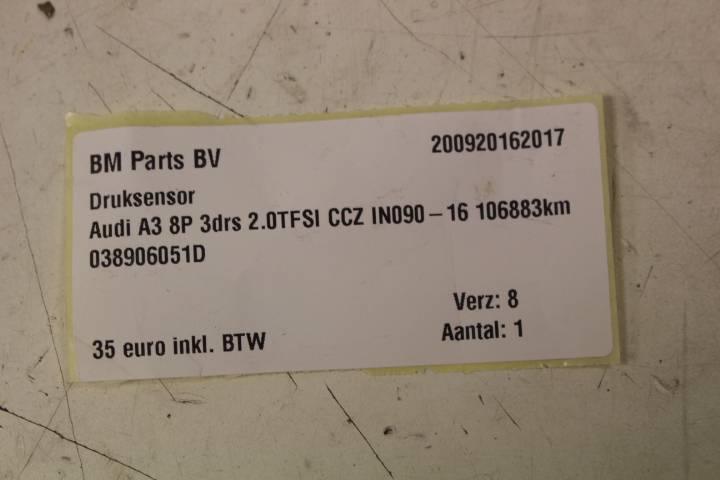 BM Parts BV 200920162017
Druksensor
Audi A3 8P 3drs 2.0TFSI CCZ IN090-16 106883km
038906051D
Verz: 8
35 euro inkl. BTW Aantal: 1